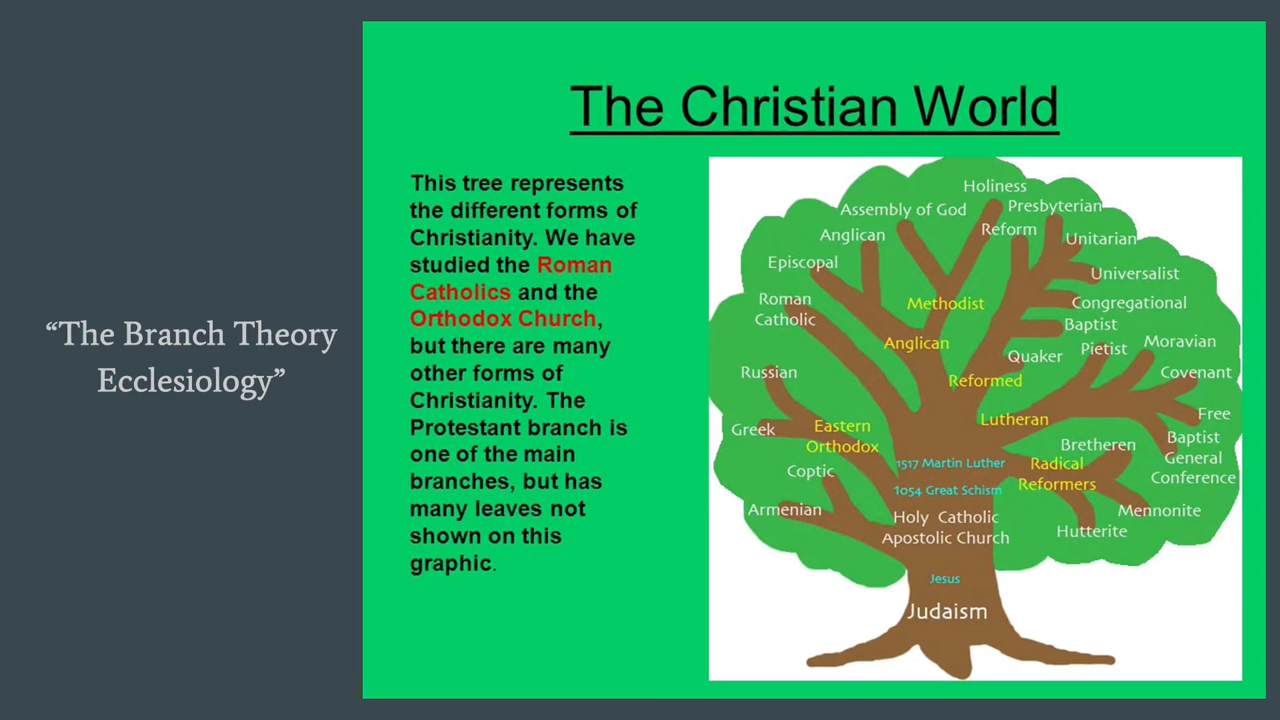 “The Branch Theory
Ecclesiology”
The Christian World
This tree represents
the different forms of
Christianity. We have
studied the Roman
Catholics and the
Orthodox Church,
but there are many
other forms of
Christianity. The
Protestant branch is
one of the main
branches, but has
many leaves not
shown on this
graphic.
Holiness
Assembly of God
Presbyterian
Anglican
Reform
Unitarian
Episcopal
Universalist
Roman
Catholic
Methodist
Congregational
Baptist
Anglican
Quaker
Pietist
Moravian
Russian
Reformed
Covenant
Greek
Eastern
Orthodox
Lutheran
Free
Bretheren
Baptist
General
Conference
Coptic
1517 Martin Luther
Radical
Reformers
1054 Great Schism
Armenian
Holy Catholic
Apostolic Church
Mennonite
Hutterite
Jesus
Judaism